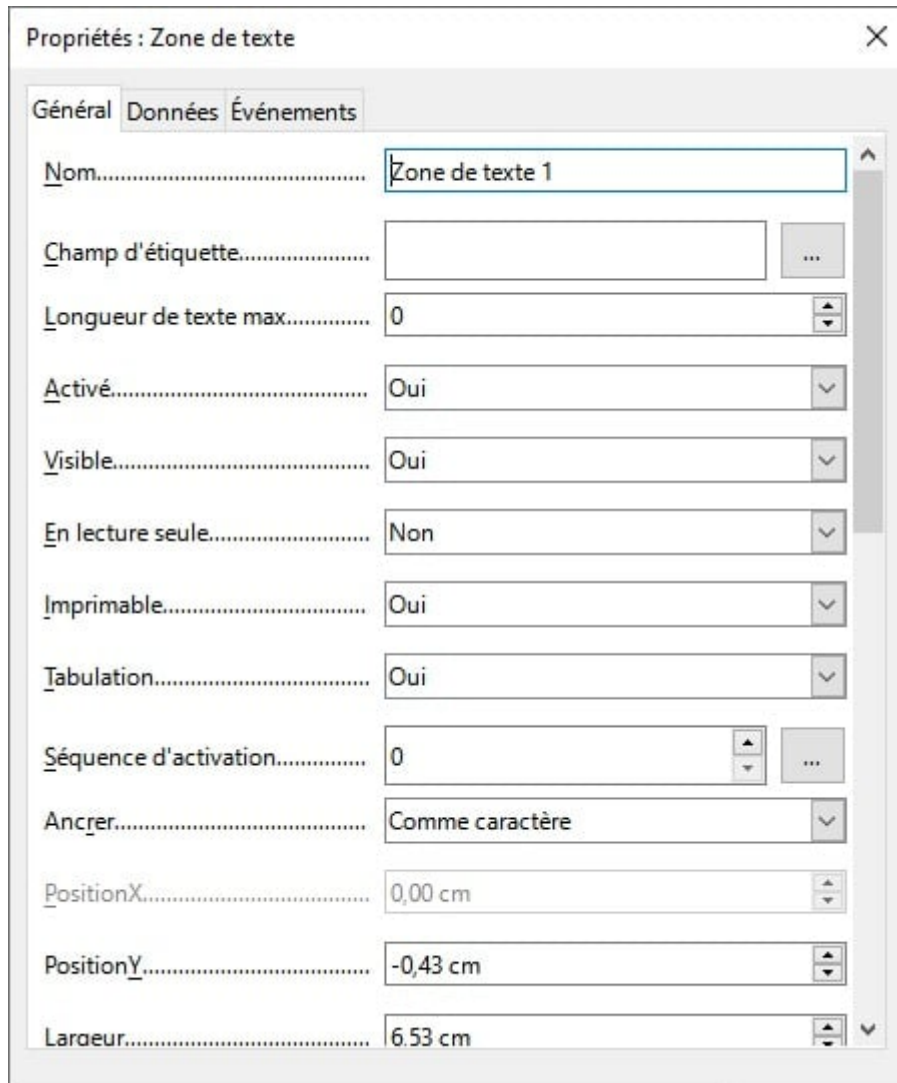 Propriétés : Zone de texte
Général Données Événements
Nom............................................. Zone de texte 1
Champ d'étiquette...................... ...
Longueur de texte max.............. 0
Activé........................................... Oui
Visible........................................... Oui
En lecture seule........................... Non
Imprimable.................................. Oui
Tabulation.................................... Oui
Séquence d'activation............... 0 ...
Ancrer.......................................... Comme caractère
PositionX...................................... 0,00 cm
PositionY...................................... -0,43 cm
Largeur......................................... 6,53 cm